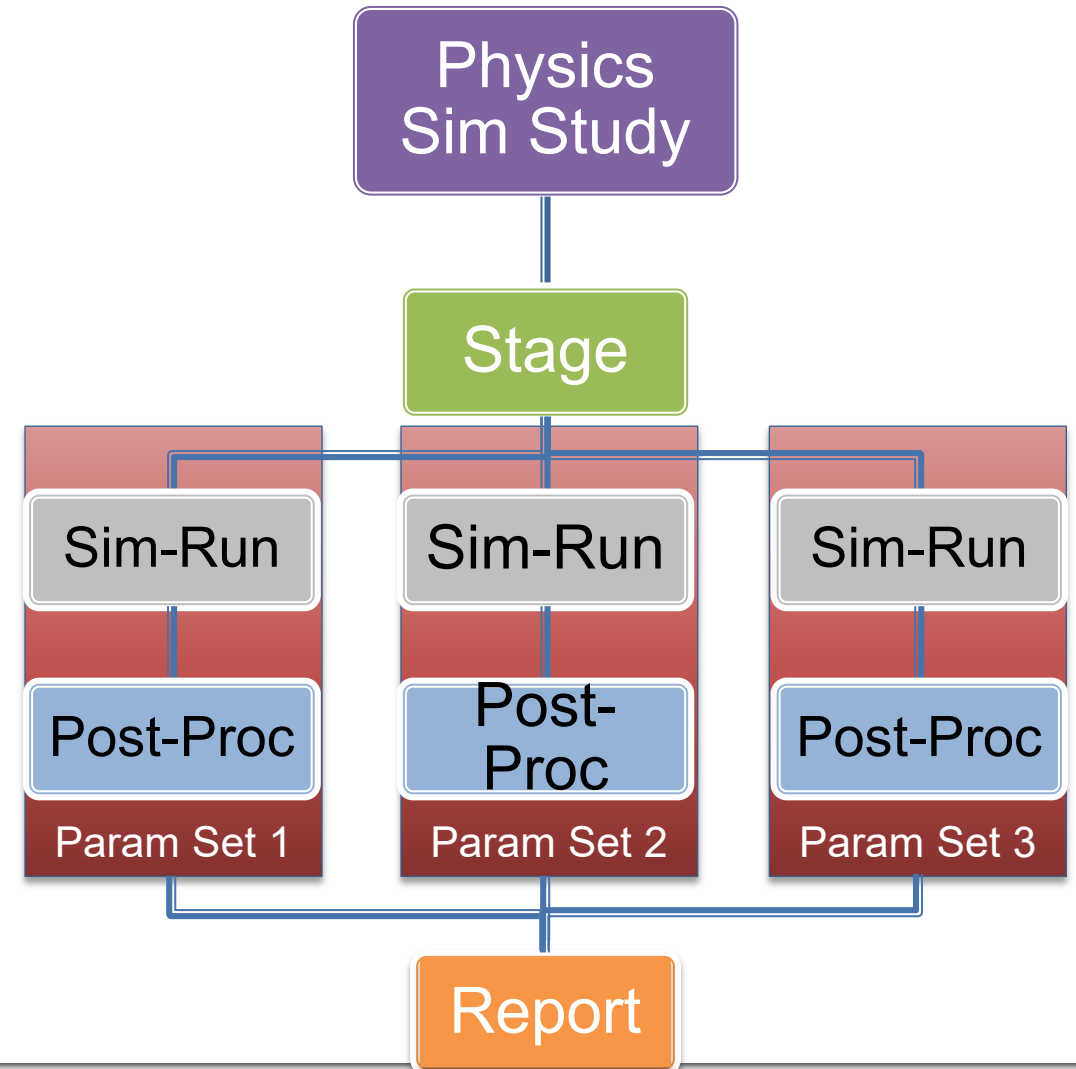 Physics
Sim Study
Stage
Sim-Run
Sim-Run
Sim-Run
Post-Proc
Post-
Proc
Post-Proc
Param Set 1
Param Set 2
Param Set 3
Report